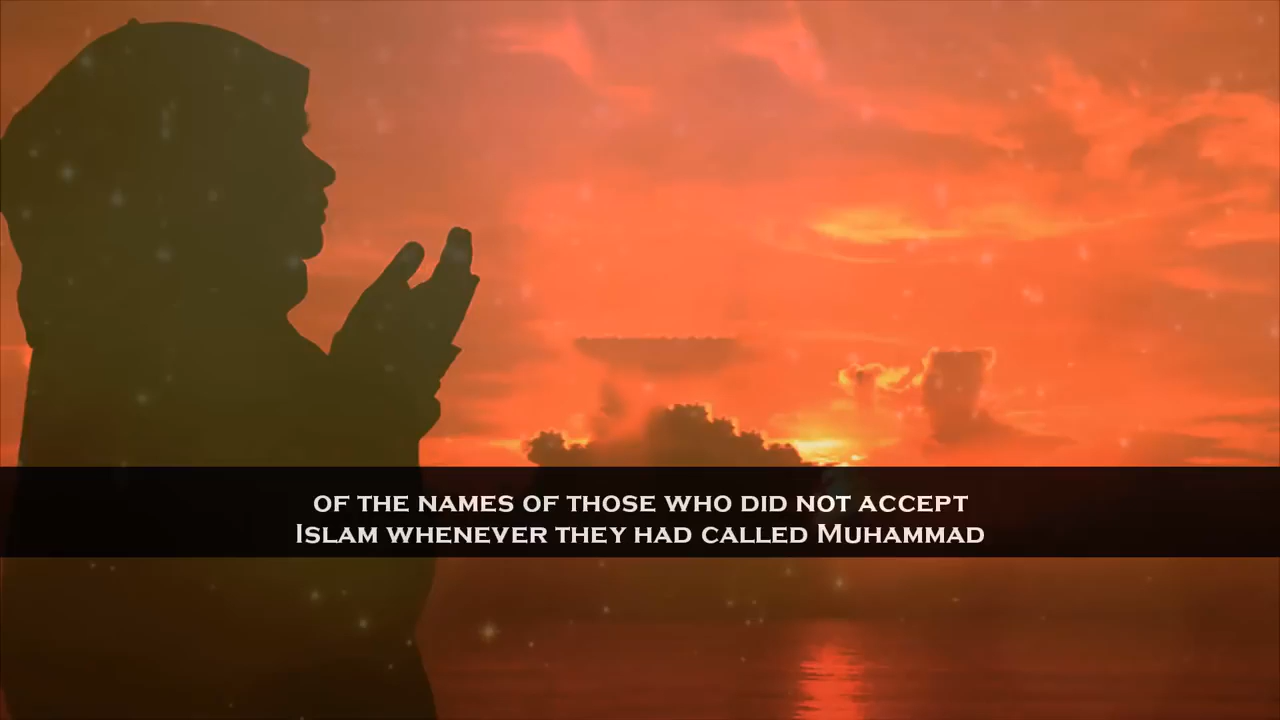 OF THE NAMES OF THOSE WHO DID NOT ACCEPT
ISLAM WHENEVER THEY HAD CALLED MUHAMMAD